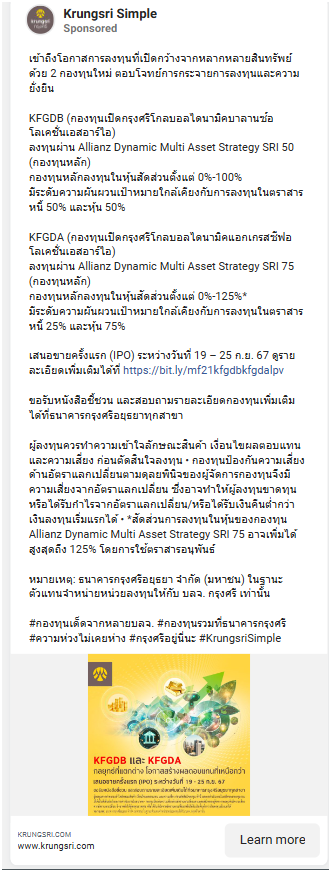 Krungsri Simple
Sponsored
krungsri
กรุงศรี
เข้าถึงโอกาสการลงทุนที่เปิดกว้างจากหลากหลายสินทรัพย์
ด้วย 2 กองทุนใหม่ ตอบโจทย์การกระจายการลงทุนและความ
ยั่งยืน
KFGDB (กองทุนเปิดกรุงศรีโกลบอลไดนามิคบาลานซ์อ
โลเคชั่นเอสอาร์ไอ)
ลงทุนผ่าน Allianz Dynamic Multi Asset Strategy SRI 50
(กองทุนหลัก)
กองทุนหลักลงทุนในหุ้นสัดส่วนตั้งแต่ 0%-100%
มีระดับความผันผวนเป้าหมายใกล้เคียงกับการลงทุนในตราสาร
หนี้ 50% และหุ้น 50%
KFGDA (กองทุนเปิดกรุงศรีโกลบอลไดนามิคแอกเกรสซีฟอ
โลเคชั่นเอสอาร์ไอ)
ลงทุนผ่าน Allianz Dynamic Multi Asset Strategy SRI 75
(กองทุนหลัก)
กองทุนหลักลงทุนในหุ้นสัดส่วนตั้งแต่ 0%-125%*
มีระดับความผันผวนเป้าหมายใกล้เคียงกับการลงทุนในตราสาร
หนี้ 25% และหุ้น 75%
เสนอขายครั้งแรก (IPO) ระหว่างวันที่ 19 – 25 ก.ย. 67 ดูราย
ละเอียดเพิ่มเติมได้ที่ https://bit.ly/mf21kfgdbkfgdalpv
ขอรับหนังสือชี้ชวน และสอบถามรายละเอียดกองทุนเพิ่มเติม
ได้ที่ธนาคารกรุงศรีอยุธยาทุกสาขา
ผู้ลงทุนควรทำความเข้าใจลักษณะสินค้า เงื่อนไขผลตอบแทน
และความเสี่ยง ก่อนตัดสินใจลงทุน • กองทุนป้องกันความเสี่ยง
ด้านอัตราแลกเปลี่ยนตามดุลยพินิจของผู้จัดการกองทุนจึงมี
ความเสี่ยงจากอัตราแลกเปลี่ยน ซึ่งอาจทำให้ผู้ลงทุนขาดทุน
หรือได้รับกำไรจากอัตราแลกเปลี่ยน/หรือได้รับเงินคืนต่ำกว่า
เงินลงทุนเริ่มแรกได้ • *สัดส่วนการลงทุนในหุ้นของกองทุน
Allianz Dynamic Multi Asset Strategy SRI 75 อาจเพิ่มได้
สูงสุดถึง 125% โดยการใช้ตราสารอนุพันธ์
หมายเหตุ: ธนาคารกรุงศรีอยุธยา จำกัด (มหาชน) ในฐานะ
ตัวแทนจำหน่ายหน่วยลงทุนให้กับ บลจ. กรุงศรี เท่านั้น
#กองทุนเด็ดจากหลายบลจ. #กองทุนรวมที่ธนาคารกรุงศรี
#ความห่วงไม่เคยห่าง #กรุงศรีอยู่นี่นะ #KrungsriSimple
KFGDB และ KFGDA
กลยุทธ์ที่แตกต่าง โอกาสสร้างผลตอบแทนที่เหนือกว่า
เสนอขายครั้งแรก (IPO) ระหว่างวันที่ 19 - 25 ก.ย. 67
KRUNGSRI.COM
www.krungsri.com
Learn more